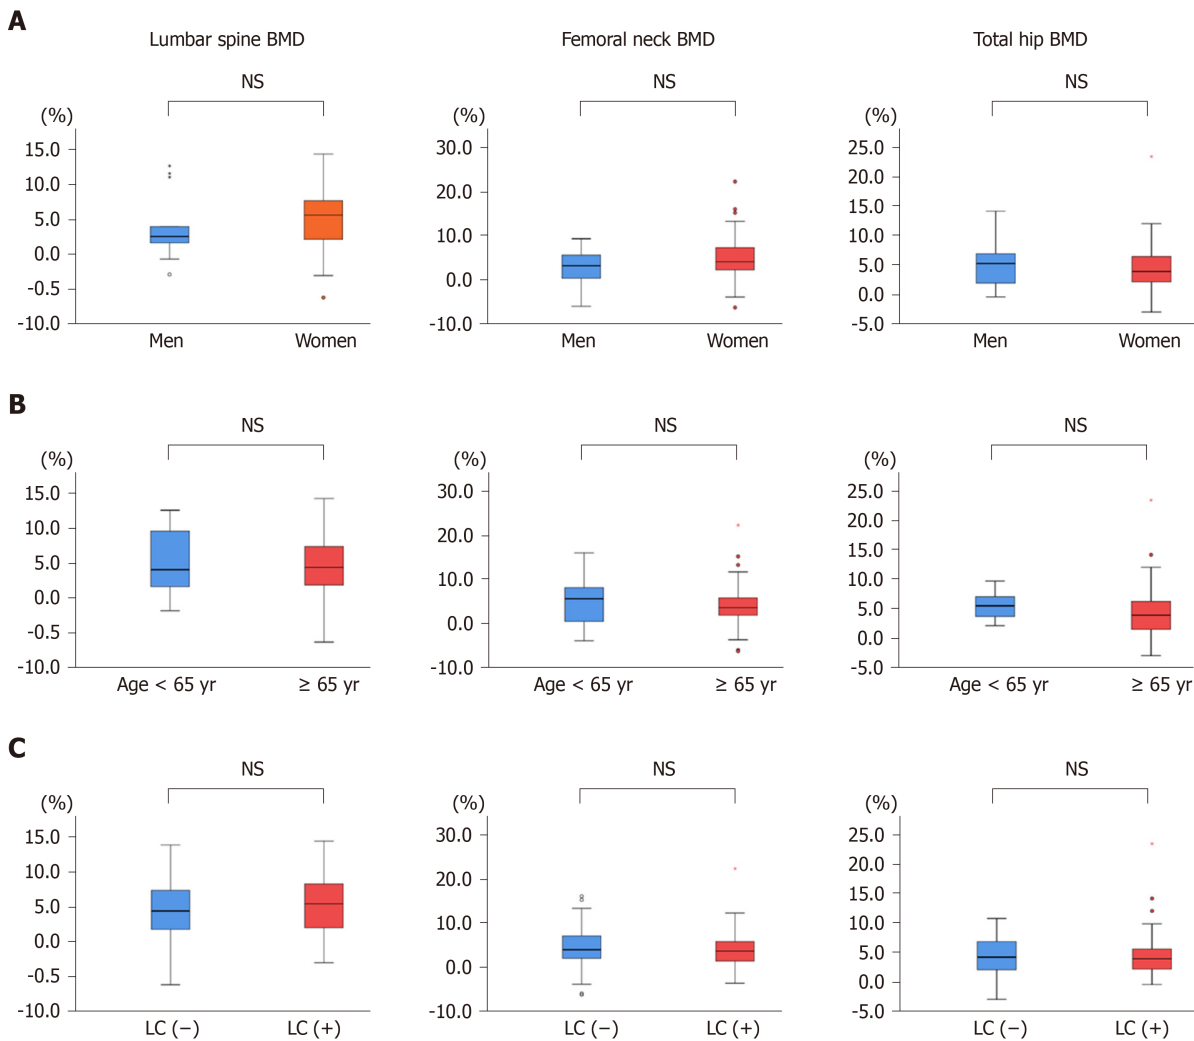 A
Lumbar spine BMD
Femoral neck BMD
Total hip BMD
NS
NS
NS
(%)
(%)
(%)
15.0
10.0
5.0
0.0
-0.5
-10.0
Men
Women
30.0
20.0
10.0
0.0
-10.0
Men
Women
25.0
20.0
15.0
10.0
5.0
0.0
-5.0
Men
Women
B
NS
NS
NS
(%)
(%)
(%)
15.0
10.0
5.0
0.0
-0.5
-10.0
Age < 65 yr
≥ 65 yr
30.0
20.0
10.0
0.0
-10.0
Age < 65 yr
≥ 65 yr
25.0
20.0
15.0
10.0
5.0
0.0
-5.0
Age < 65 yr
≥ 65 yr
C
NS
NS
NS
(%)
(%)
(%)
15.0
10.0
5.0
0.0
-0.5
-10.0
LC (−)
LC (+)
30.0
20.0
10.0
0.0
-10.0
LC (−)
LC (+)
25.0
20.0
15.0
10.0
5.0
0.0
-5.0
LC (−)
LC (+)